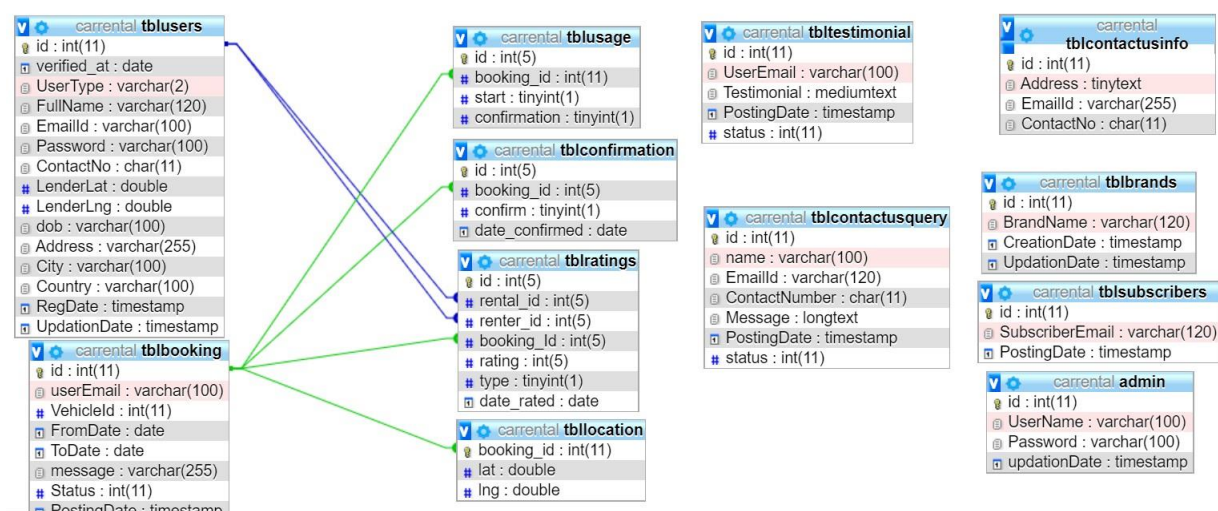 carrental tblusers
id : int(11)
verified_at : date
UserType : varchar(2)
FullName : varchar(120)
EmailId : varchar(100)
Password : varchar(100)
ContactNo : char(11)
LenderLat : double
LenderLng : double
dob : varchar(100)
Address : varchar(255)
City : varchar(100)
Country : varchar(100)
RegDate : timestamp
UpdationDate : timestamp
carrental tblbooking
id : int(11)
userEmail : varchar(100)
VehicleId : int(11)
FromDate : date
ToDate : date
message : varchar(255)
Status : int(11)
PostingDate : timestamp
carrental tblusage
id : int(5)
booking_id : int(11)
start : tinyint(1)
confirmation : tinyint(1)
carrental tblconfirmation
id : int(5)
booking_id : int(5)
confirm : tinyint(1)
date_confirmed : date
carrental tblratings
id : int(5)
rental_id : int(5)
renter_id : int(5)
booking_Id : int(5)
rating : int(5)
type : tinyint(1)
date_rated : date
carrental tbllocation
booking_id : int(11)
lat : double
lng : double
carrental tbltestimonial
id : int(11)
UserEmail : varchar(100)
Testimonial : mediumtext
PostingDate : timestamp
status : int(11)
carrental tblcontactusquery
id : int(11)
name : varchar(100)
EmailId : varchar(120)
ContactNumber : char(11)
Message : longtext
PostingDate : timestamp
status : int(11)
carrental
tblcontactusinfo
id : int(11)
Address : tinytext
EmailId : varchar(255)
ContactNo : char(11)
carrental tblbrands
id : int(11)
BrandName : varchar(120)
CreationDate : timestamp
UpdationDate : timestamp
carrental tblsubscribers
id : int(11)
SubscriberEmail : varchar(120)
PostingDate : timestamp
carrental admin
id : int(11)
UserName : varchar(100)
Password : varchar(100)
updationDate : timestamp